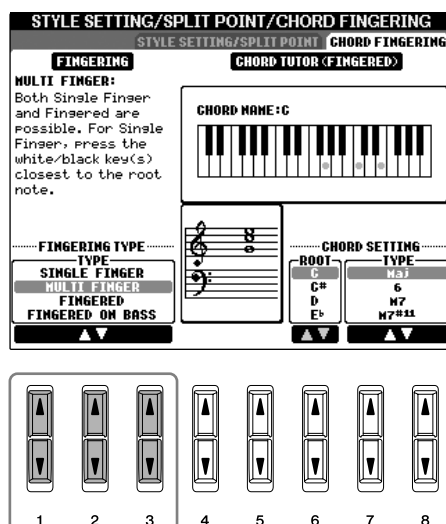 STYLE SETTING/SPLIT POINT/CHORD FINGERING
STYLE SETTING/SPLIT POINT
CHORD FINGERING
FINGERING
CHORD TUTOR (FINGERED)
MULTI FINGER:
Both Single Finger
and Fingered are
possible. For Single
Finger, press the
white/black key(s)
closest to the root
note.
CHORD NAME:C
FINGERING TYPE
TYPE
SINGLE FINGER
MULTI FINGER
FINGERED
FINGERED ON BASS
CHORD SETTING
ROOT
C
C#
D
E♭
TYPE
Maj
6
M7
M7#11
1 2 3 4 5 6 7 8